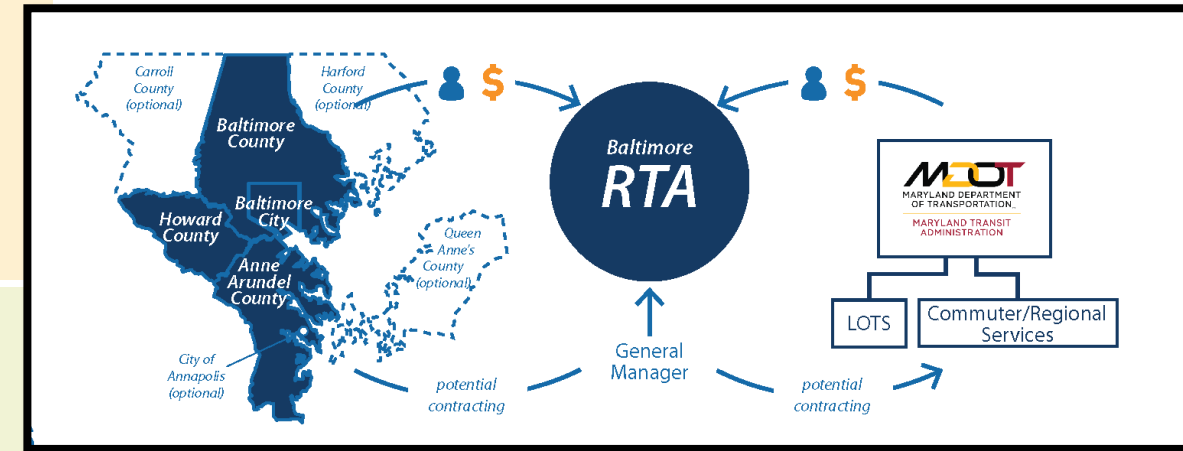 Carroll
County
(optional)
Harford
County
(optional)
$
$
Baltimore
County
Baltimore
RTA
MDOT
MARYLAND DEPARTMENT
OF TRANSPORTATION_
MARYLAND TRANSIT
ADMINISTRATION
Baltimore
City
Howard
County
Queen
Anne's
County
(optional)
Anne
Arundel
County
LOTS
Commuter/Regional
Services
City of
Annapolis
(optional)
General
Manager
potential
contracting
potential
contracting